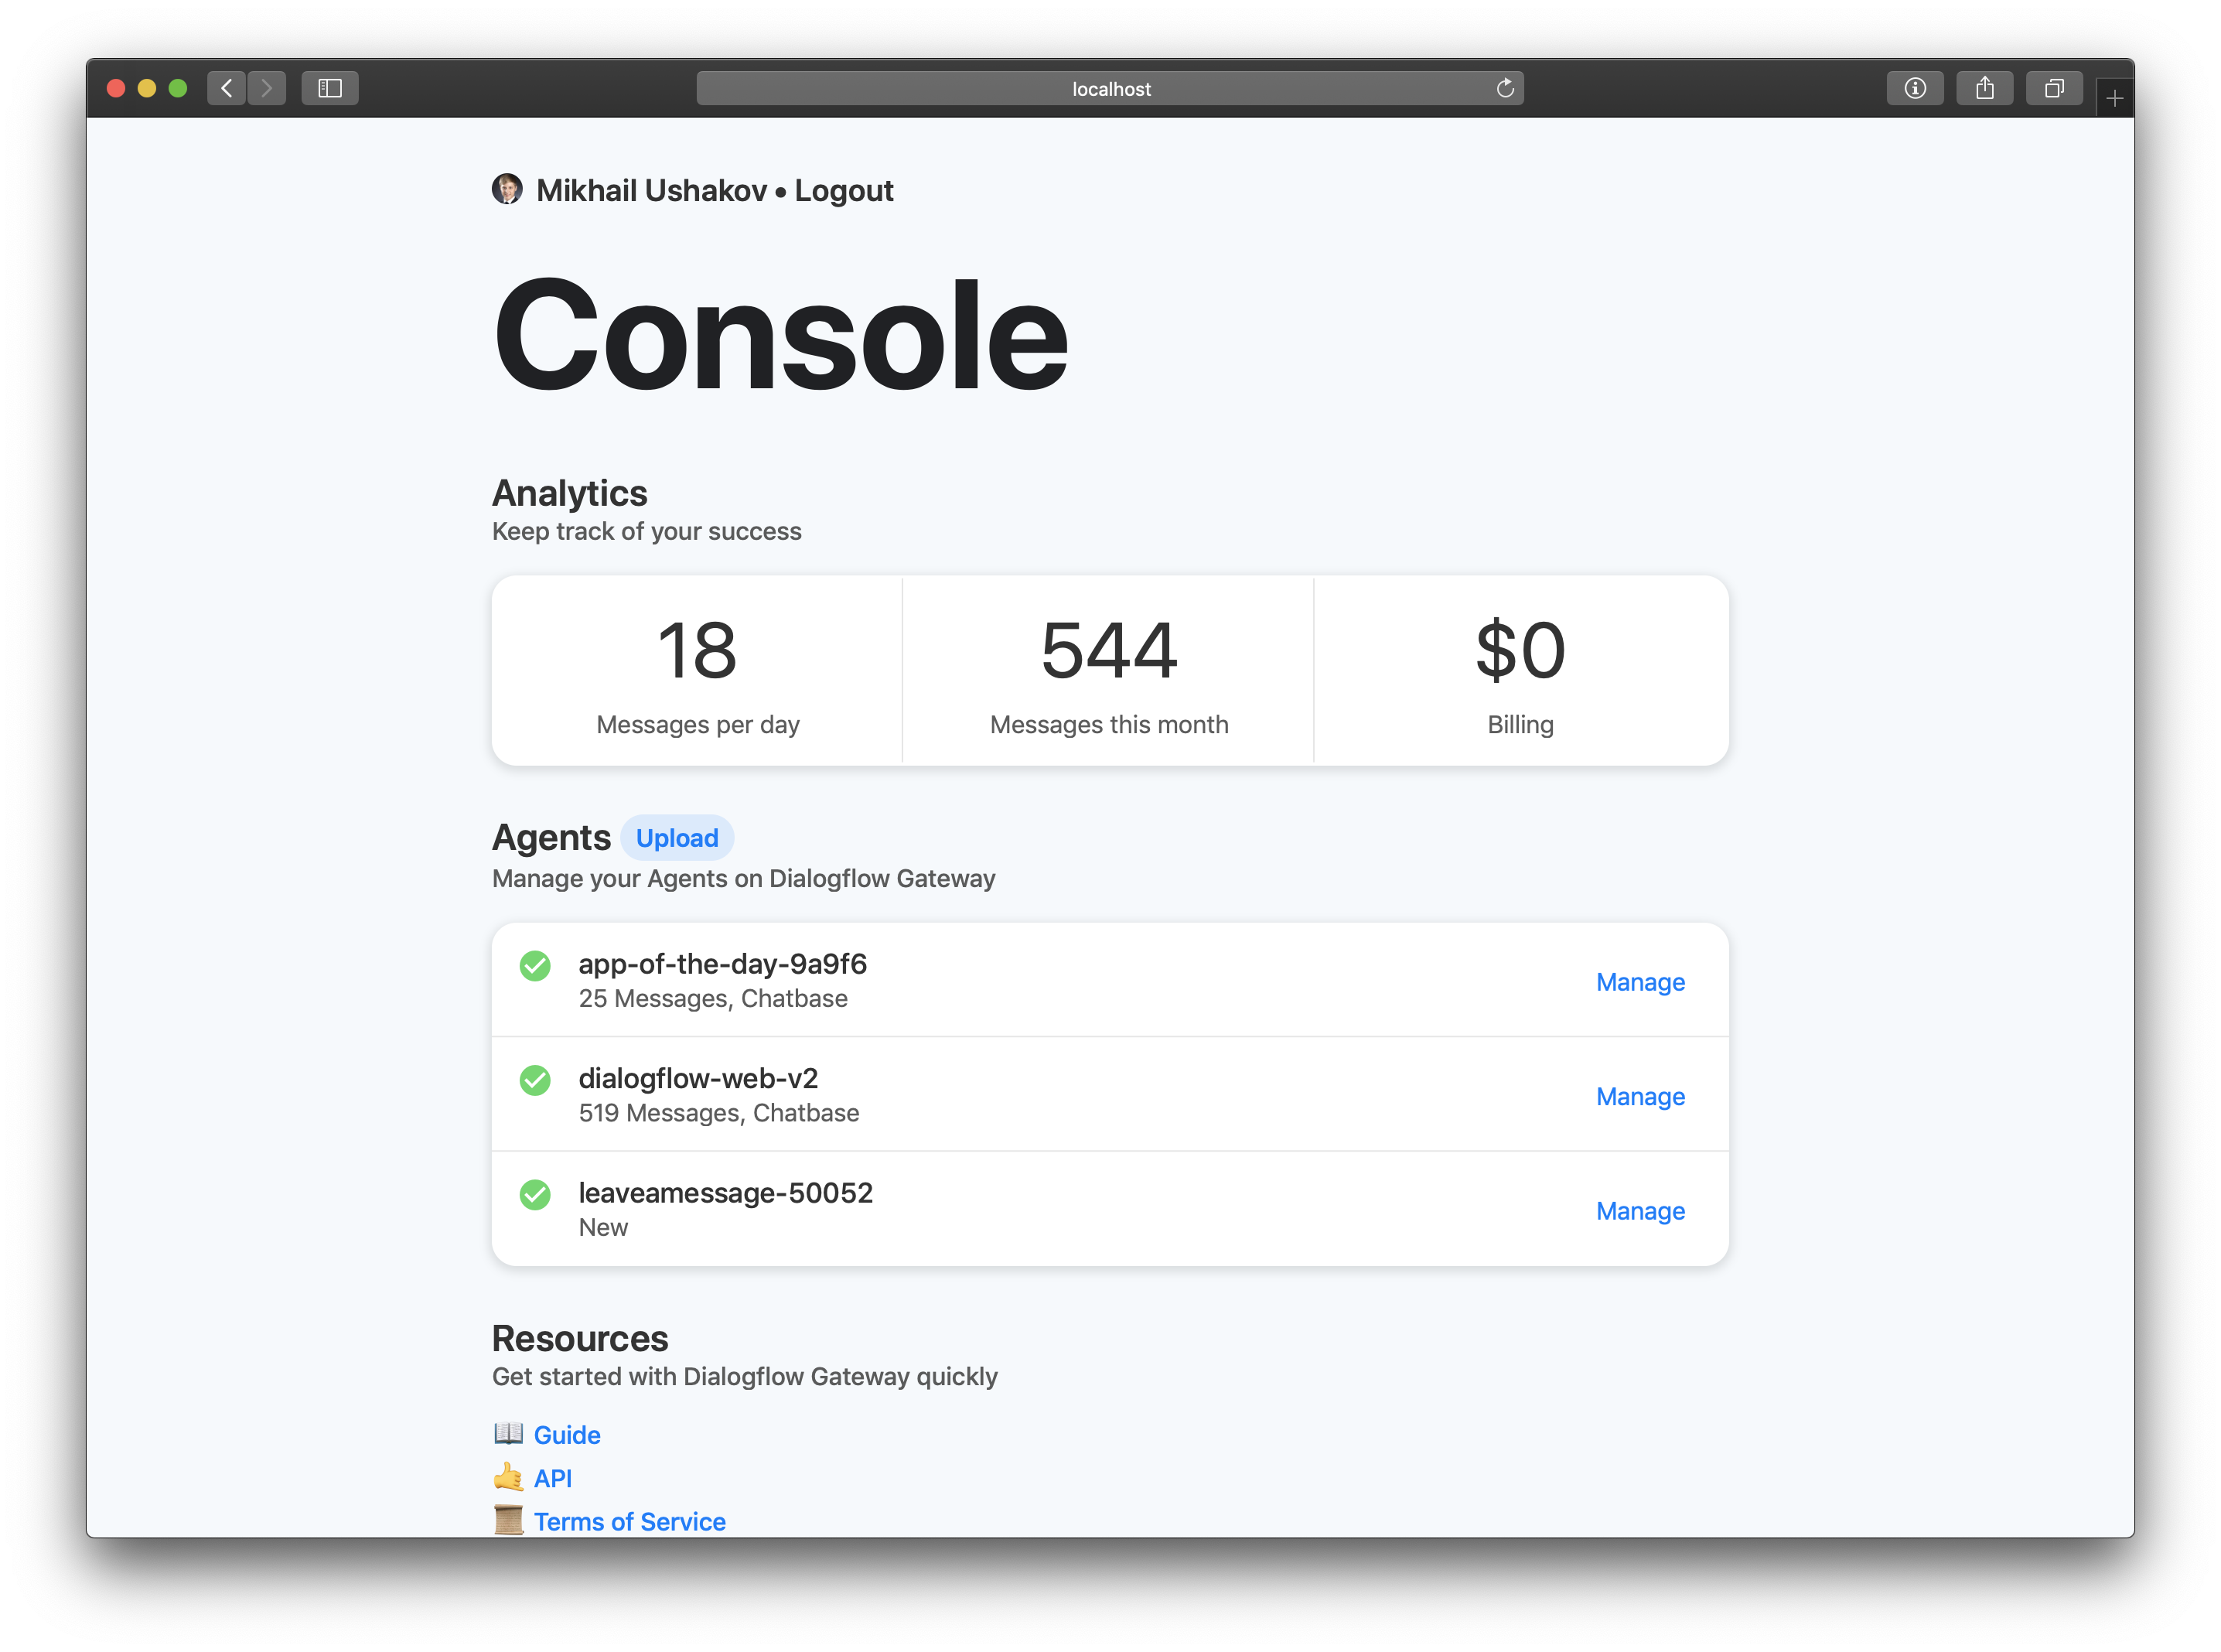 localhost
Mikhail Ushakov • Logout
Console
Analytics
Keep track of your success
18
Messages per day
544
Messages this month
$0
Billing
Agents Upload
Manage your Agents on Dialogflow Gateway
app-of-the-day-9a9f6
25 Messages, Chatbase
Manage
dialogflow-web-v2
519 Messages, Chatbase
Manage
leaveamessage-50052
New
Manage
Resources
Get started with Dialogflow Gateway quickly
Guide
API
Terms of Service